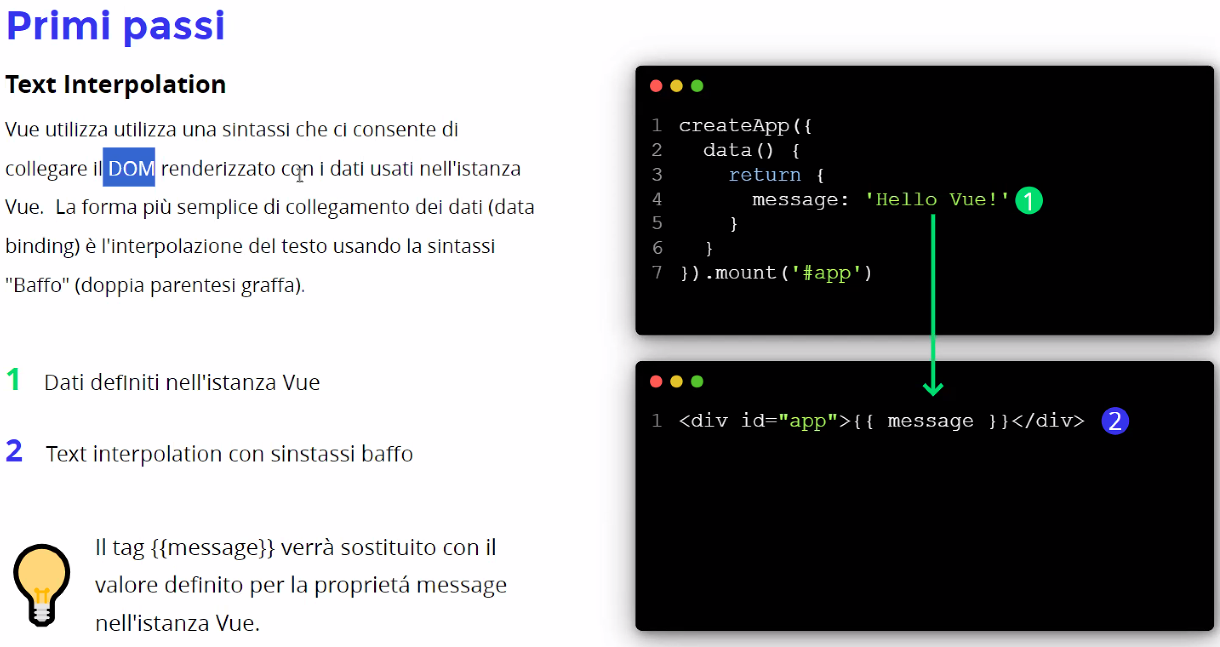 Primi passi
Text Interpolation
Vue utilizza utilizza una sintassi che ci consente di
collegare il DOM renderizzato con i dati usati nell'istanza
Vue.  La forma più semplice di collegamento dei dati (data
binding) è l'interpolazione del testo usando la sintassi
"Baffo" (doppia parentesi graffa).
1 Dati definiti nell'istanza Vue
2 Text interpolation con sinstassi baffo
Il tag {{message}} verrà sostituito con il
valore definito per la proprietá message
nell'istanza Vue.
1 createApp({
2   data() {
3     return {
4       message: 'Hello Vue!' 1
5     }
6   }
7 }).mount('#app')
1 <div id="app">{{ message }}</div> 2